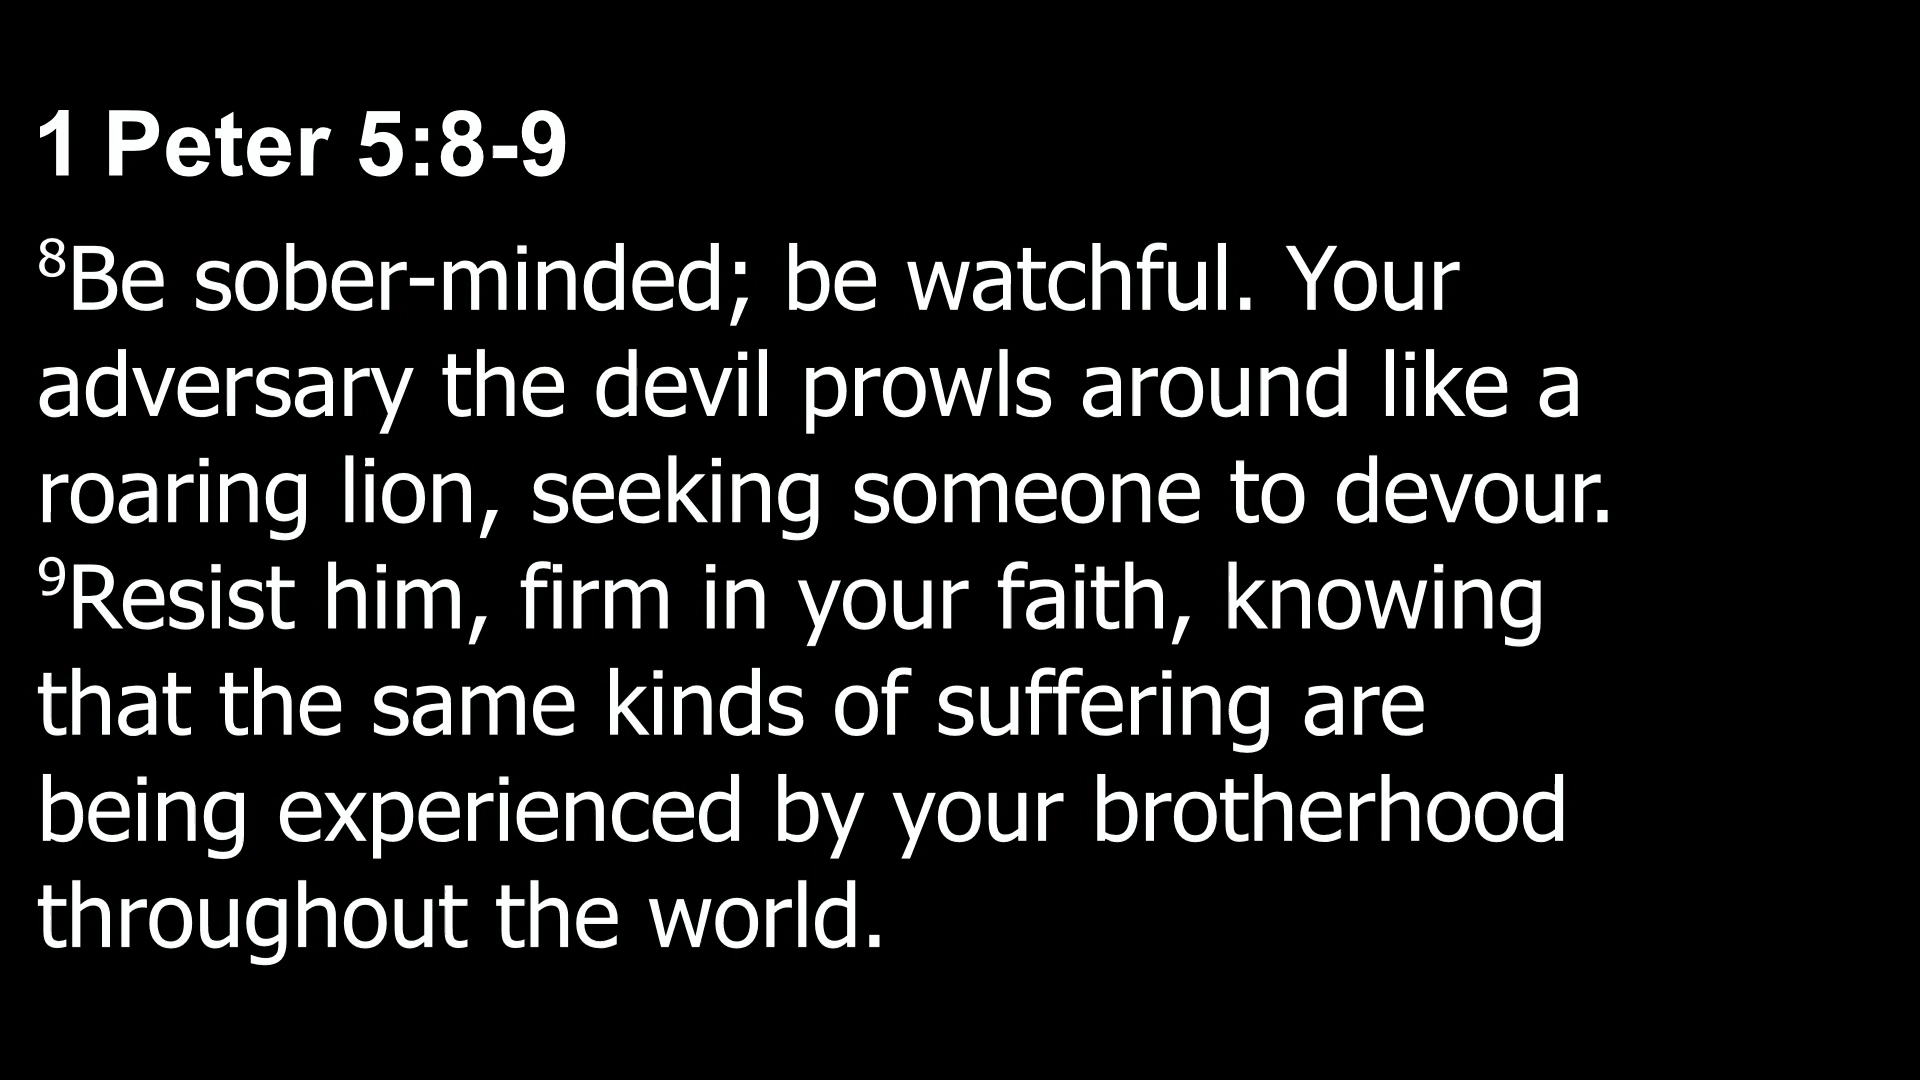 1 Peter 5:8-9
⁸Be sober-minded; be watchful. Your
adversary the devil prowls around like a
roaring lion, seeking someone to devour.
⁹Resist him, firm in your faith, knowing
that the same kinds of suffering are
being experienced by your brotherhood
throughout the world.